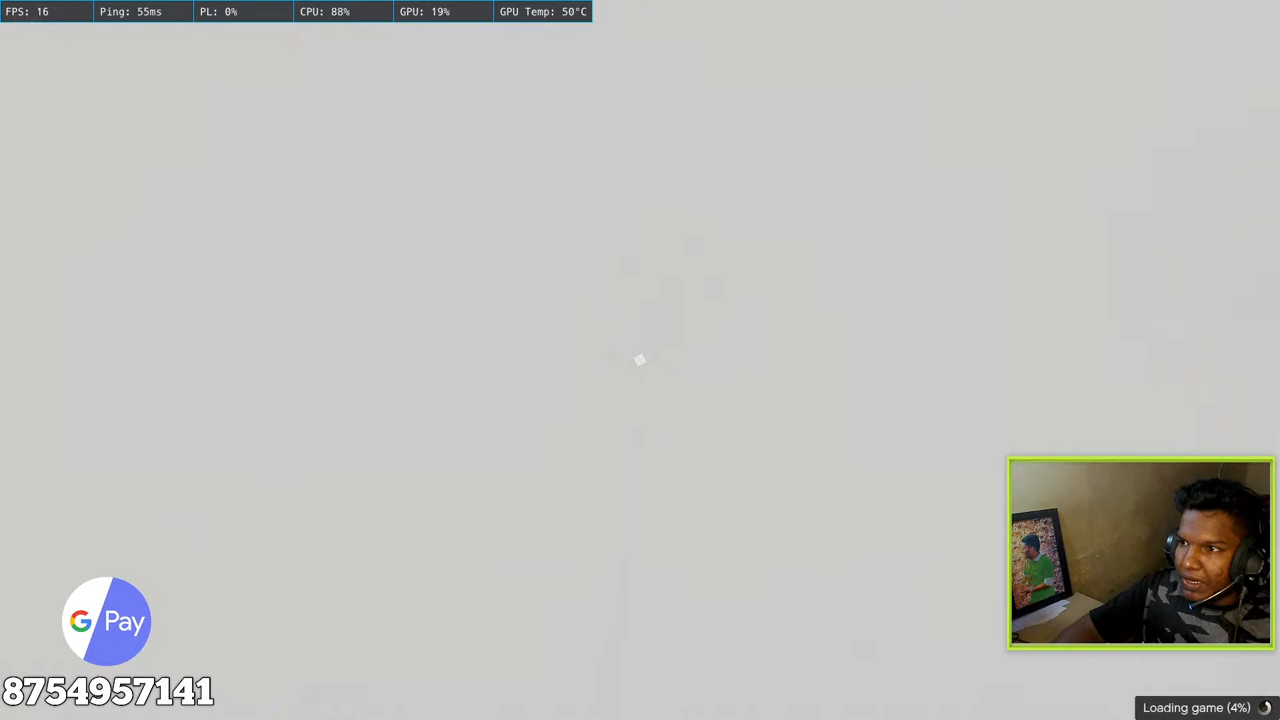 FPS: 16 Ping: 55ms PL: 0% CPU: 88% GPU: 19% GPU Temp: 50°C
G Pay
8754957141
Loading game (4%)